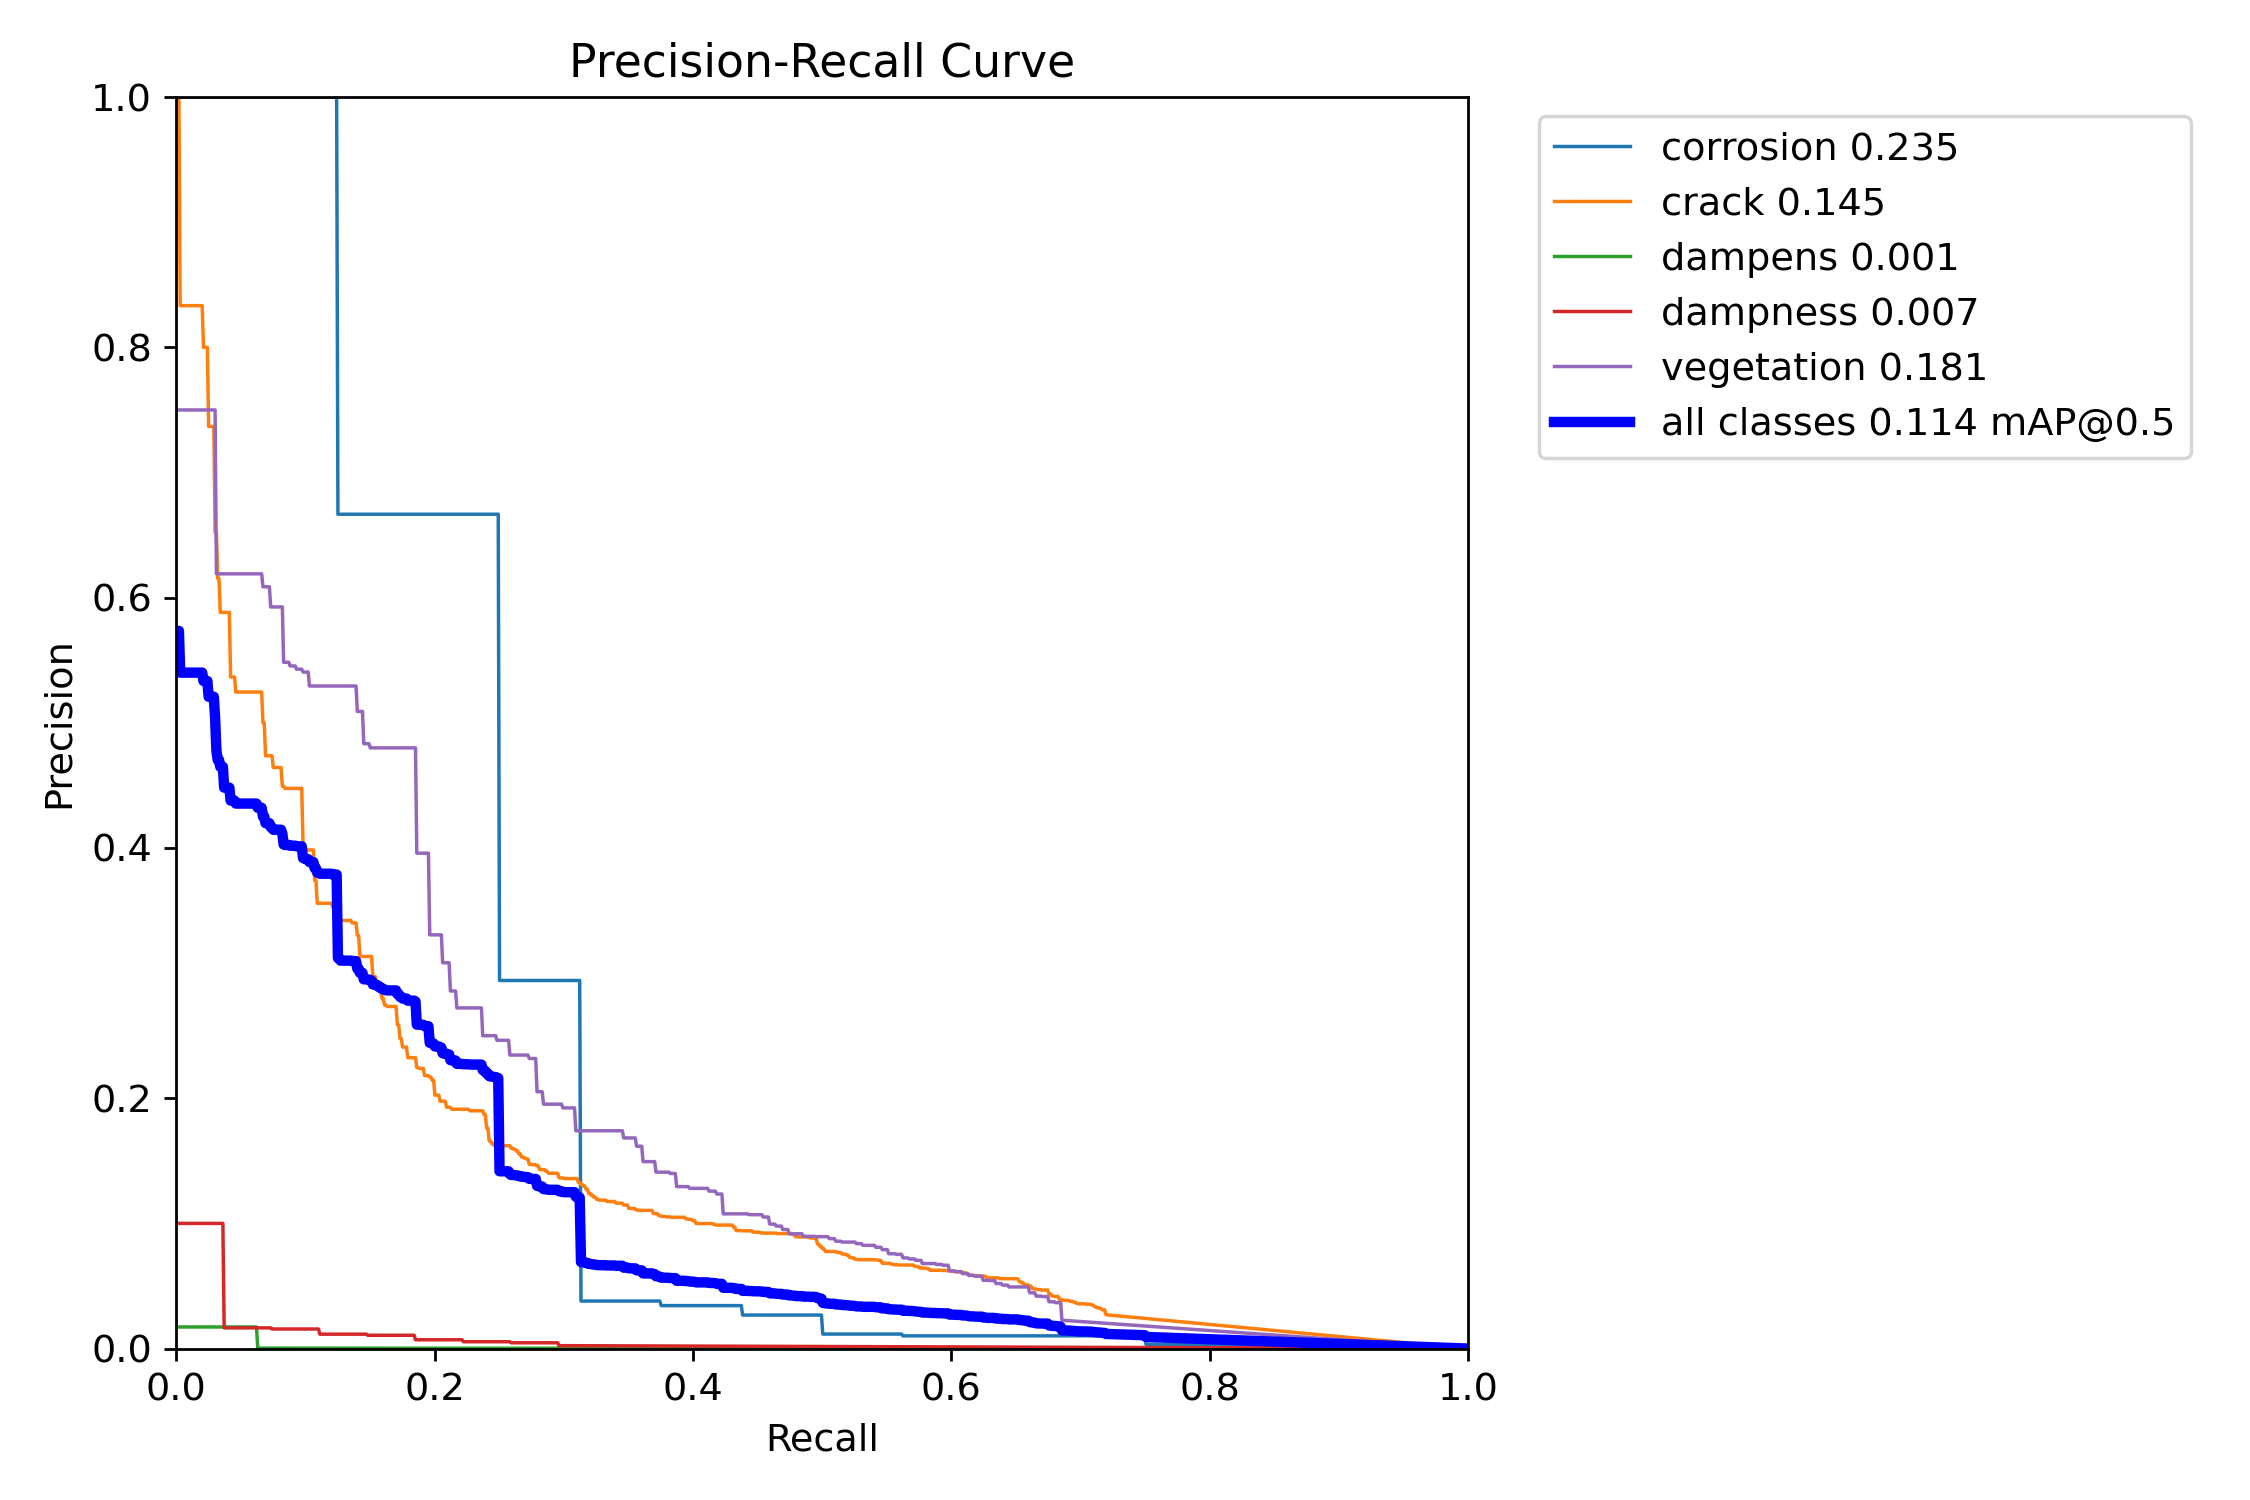 Precision-Recall Curve
1.0
0.8
0.6
0.4
0.2
0.0
Precision
0.0 0.2 0.4 0.6 0.8 1.0
Recall
corrosion 0.235
crack 0.145
dampens 0.001
dampness 0.007
vegetation 0.181
all classes 0.114 mAP@0.5